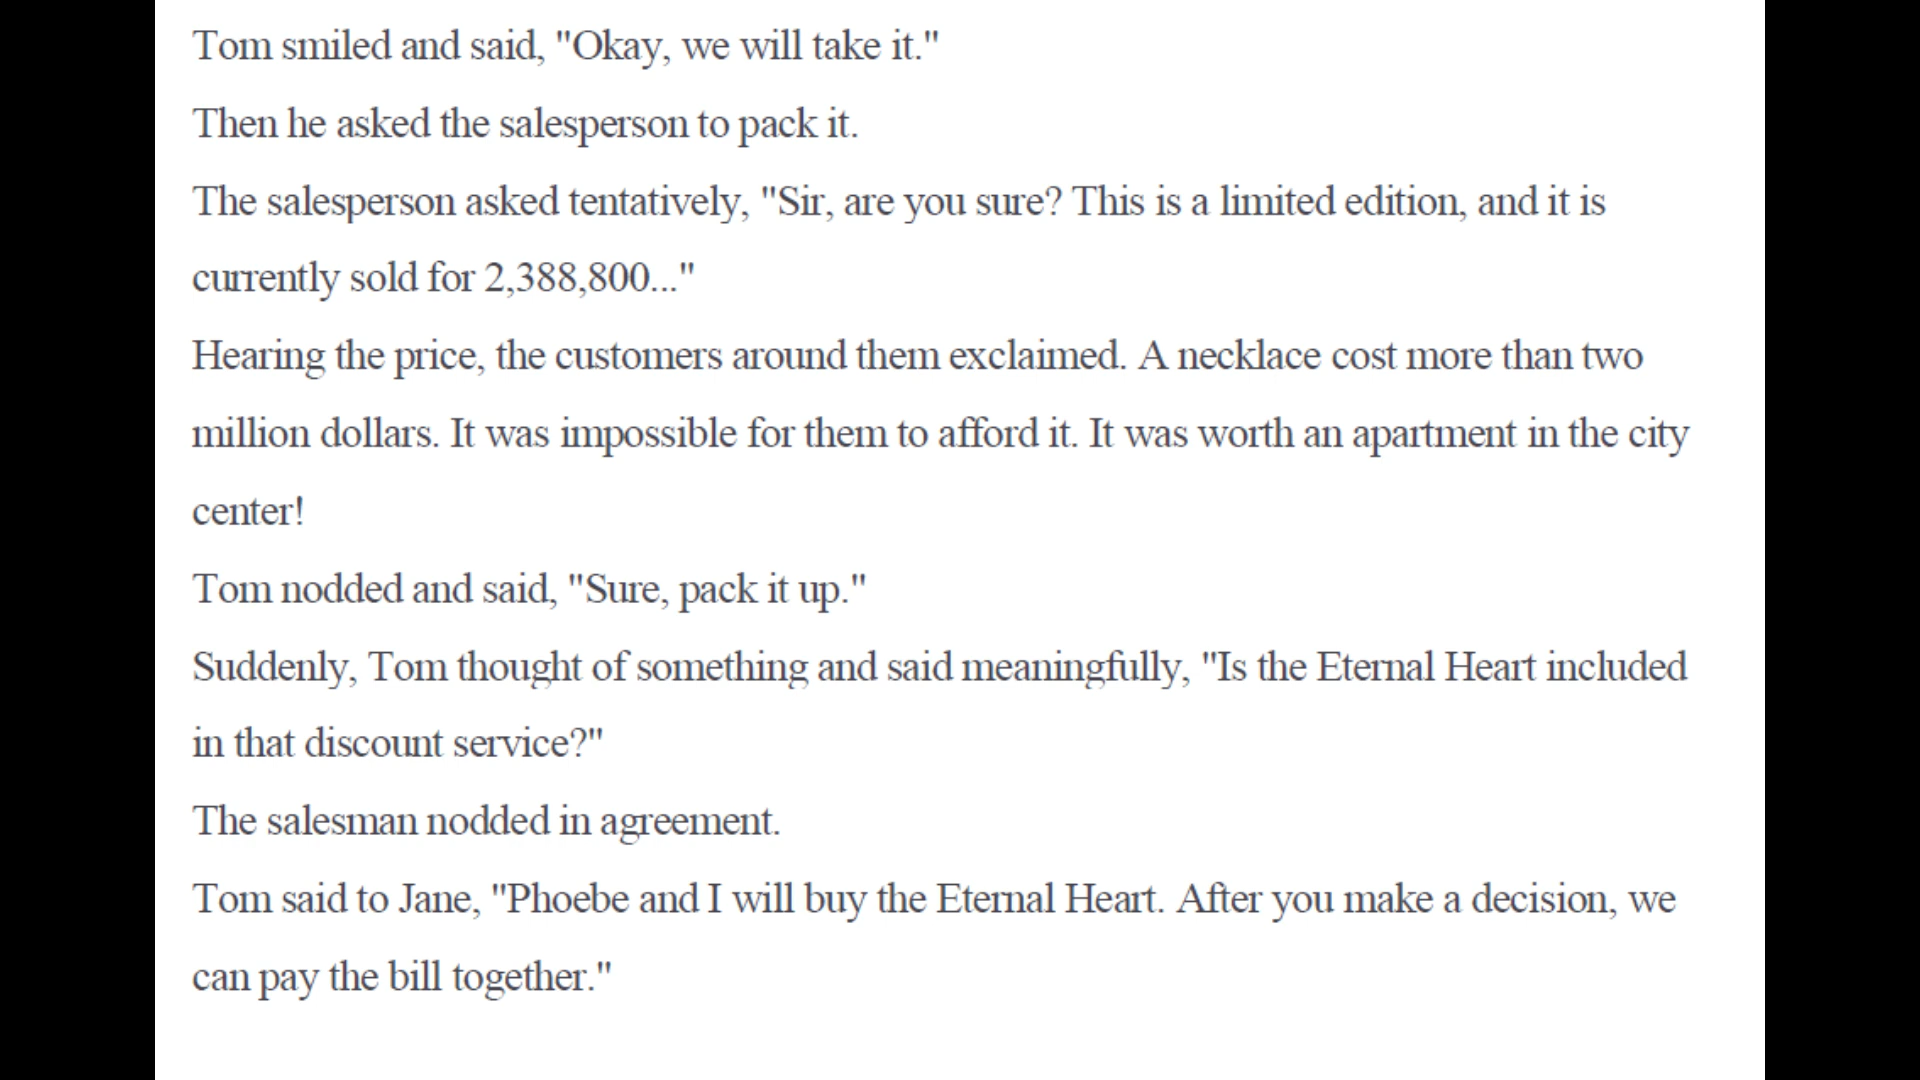 Tom smiled and said, "Okay, we will take it."
Then he asked the salesperson to pack it.
The salesperson asked tentatively, "Sir, are you sure? This is a limited edition, and it is
currently sold for 2,388,800..."
Hearing the price, the customers around them exclaimed. A necklace cost more than two
million dollars. It was impossible for them to afford it. It was worth an apartment in the city
center!
Tom nodded and said, "Sure, pack it up."
Suddenly, Tom thought of something and said meaningfully, "Is the Eternal Heart included
in that discount service?"
The salesman nodded in agreement.
Tom said to Jane, "Phoebe and I will buy the Eternal Heart. After you make a decision, we
can pay the bill together."